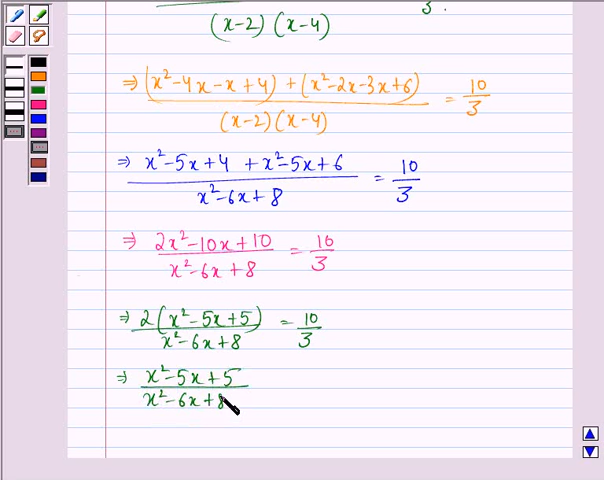 3.
(x-2) (x-4)
⇒ (x²-4x-x+4) + (x²-2x-3x+6) / (x-2)(x-4) = 10/3
⇒ x²-5x+4 + x²-5x+6 / x²-6x+8 = 10/3
⇒ 2x²-10x+10 / x²-6x+8 = 10/3
⇒ 2(x²-5x+5) / x²-6x+8 = 10/3
⇒ x²-5x+5 / x²-6x+8